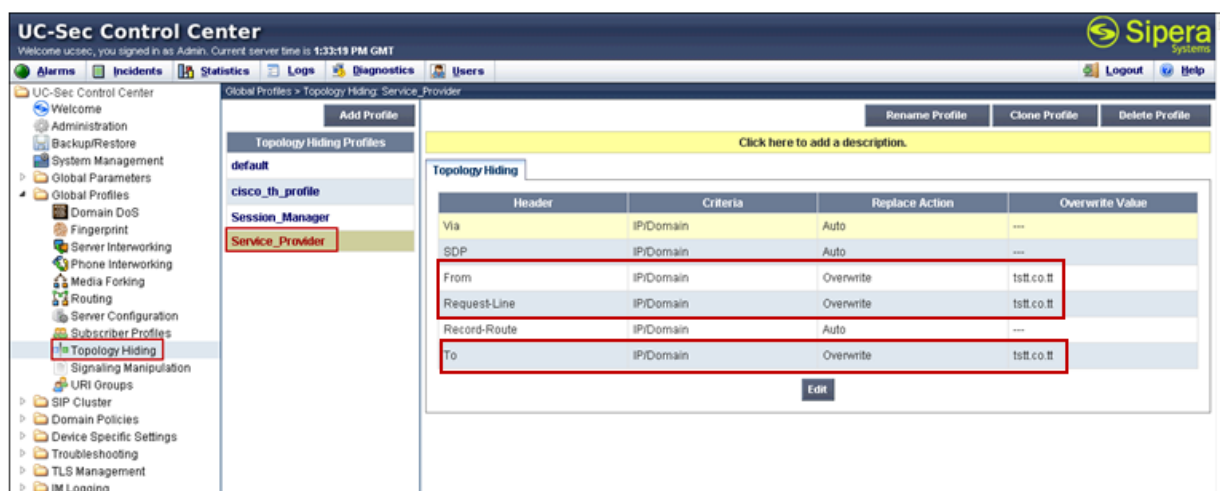 UC-Sec Control Center
Welcome ucsec, you signed in as Admin. Current server time is 1:33:19 PM GMT
Sipera
Systems
Alarms Incidents Statistics Logs Diagnostics Users Logout Help
UC-Sec Control Center
Welcome
Administration
Backup/Restore
System Management
Global Parameters
Global Profiles
Domain DoS
Fingerprint
Server Interworking
Phone Interworking
Media Forking
Routing
Server Configuration
Subscriber Profiles
Topology Hiding
Signaling Manipulation
URI Groups
SIP Cluster
Domain Policies
Device Specific Settings
Troubleshooting
TLS Management
IM Logging
Global Profiles > Topology Hiding: Service_Provider
Add Profile
Topology Hiding Profiles
default
cisco_th_profile
Session_Manager
Service_Provider
Rename Profile Clone Profile Delete Profile
Click here to add a description.
Topology Hiding
Header Criteria Replace Action Overwrite Value
Via IP/Domain Auto ---
SDP IP/Domain Auto ---
From IP/Domain Overwrite tstt.co.tt
Request-Line IP/Domain Overwrite tstt.co.tt
Record-Route IP/Domain Auto ---
To IP/Domain Overwrite tstt.co.tt
Edit